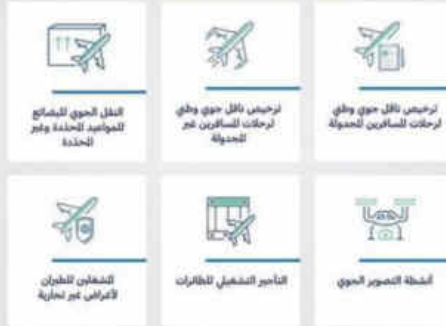 ترخيص ناقل جوي وطني
لرحلات المسافرين المجدولة
ترخيص ناقل جوي وطني
لرحلات المسافرين غير
المجدولة
النقل الجوي للبضائع
للمواعيد المحددة وغير
المحددة
أنشطة التصوير الجوي
التأجير التشغيلي للطائرات
المشغلين للطيران
لأغراض غير تجارية